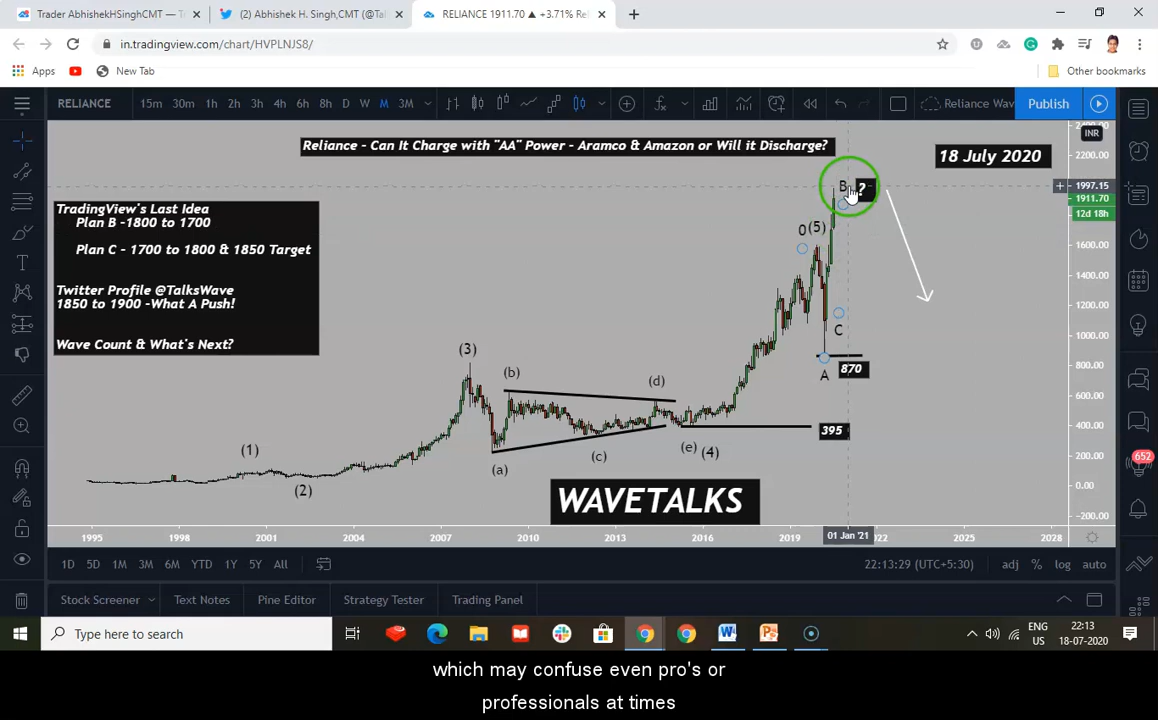 Trader AbhishekHSinghCMT — Tr
(2) Abhishek H. Singh,CMT (@Tal
RELIANCE 1911.70 ▲ +3.71% Rel
in.tradingview.com/chart/HVPLNJS8/
Apps
New Tab
Other bookmarks
RELIANCE
15m 30m 1h 2h 3h 4h 6h 8h D W M 3M
Reliance Wav
Publish
INR
Reliance - Can It Charge with "AA" Power - Aramco & Amazon or Will it Discharge?
18 July 2020
2400.00
2200.00
1997.15
1911.70
12d 18h
1600.00
1400.00
1200.00
1000.00
800.00
600.00
400.00
200.00
0.00
-200.00
TradingView's Last Idea
Plan B -1800 to 1700
Plan C - 1700 to 1800 & 1850 Target
Twitter Profile @TalksWave
1850 to 1900 -What A Push!
Wave Count & What's Next?
B ?
0 (5)
C
A 870
(3)
(b)
(d)
395
(e) (4)
(1)
(a)
(c)
(2)
WAVETALKS
1995 1998 2001 2004 2007 2010 2013 2016 2019 01 Jan '21 2022 2025 2028
1D 5D 1M 3M 6M YTD 1Y 5Y All
22:13:29 (UTC+5:30) adj % log auto
652
Stock Screener Text Notes Pine Editor Strategy Tester Trading Panel
Type here to search
ENG
US
22:13
18-07-2020
which may confuse even pro's or
professionals at times